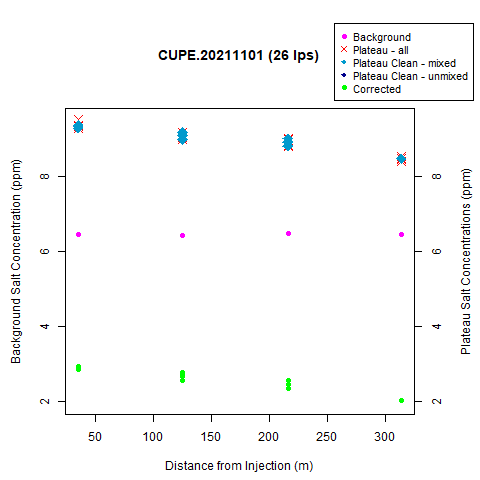 CUPE.20211101 (26 lps)
Background
Plateau - all
Plateau Clean - mixed
Plateau Clean - unmixed
Corrected
Background Salt Concentration (ppm)
8
6
4
2
8
6
4
2
Plateau Salt Concentrations (ppm)
50 100 150 200 250 300
Distance from Injection (m)